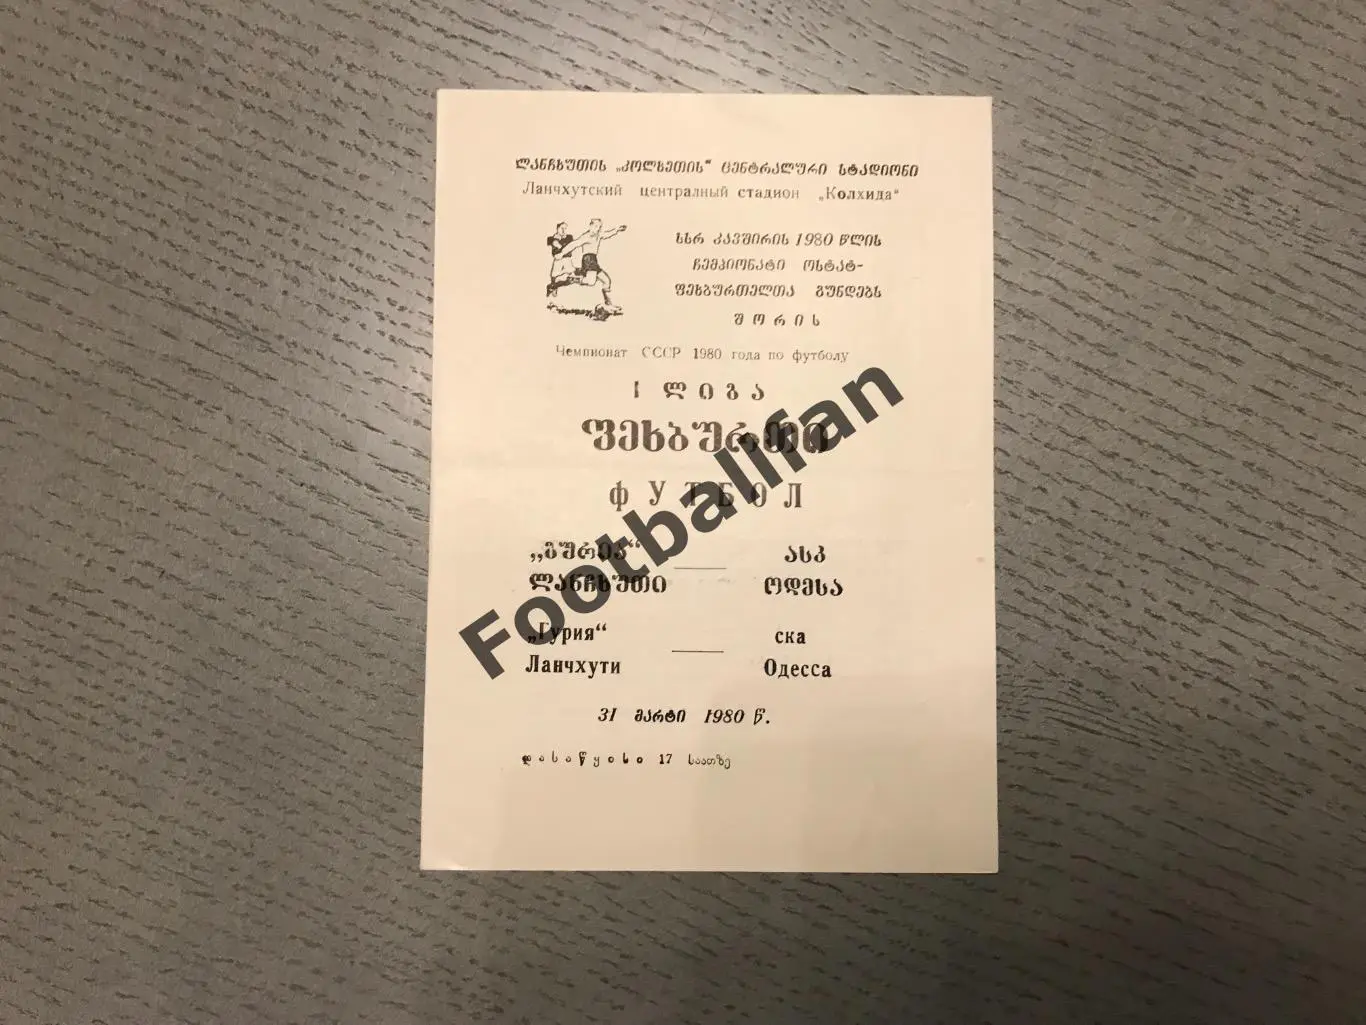 ლანჩხუთის „კოლხეთის“ ცენტრალური სტადიონი
Ланчхутский централный стадион „Колхида“
სსრ კავშირის 1980 წლის
ჩემპიონატი ოსტატ-
ფეხბურთელთა გუნდებს
შორის
Чемпионат СССР 1980 года по футболу
I ლიგა
ფეხბურთი
ФУТБОЛ
„გურია“ — ასკ
ლანჩხუთი ოდესა
„Гурия“ — ска
Ланчхути Одесса
31 მარტი 1980 წ.
დასაწყისი 17 საათზე
Footballfan